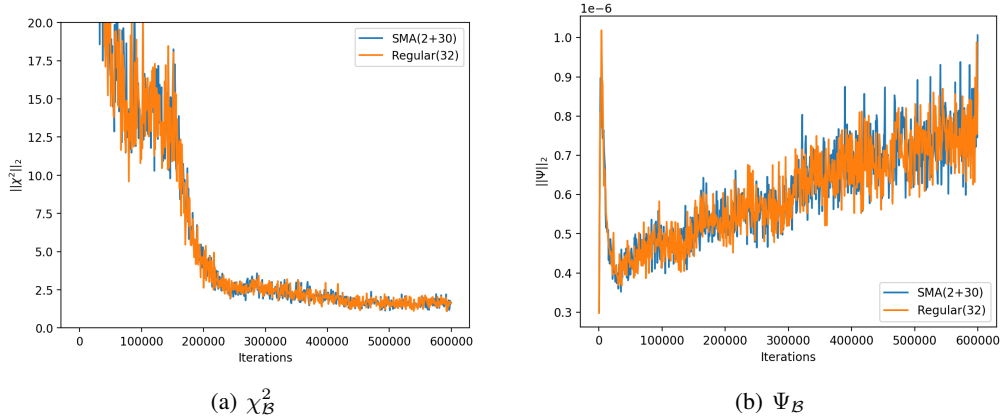 20.0
17.5
15.0
12.5
10.0
7.5
5.0
2.5
0.0
||χ²||₂
SMA(2+30)
Regular(32)
0
100000
200000
300000
400000
500000
600000
Iterations
(a) χ²_𝓑
1e−6
1.0
0.9
0.8
0.7
0.6
0.5
0.4
0.3
||Ψ||₂
SMA(2+30)
Regular(32)
0
100000
200000
300000
400000
500000
600000
Iterations
(b) Ψ_𝓑